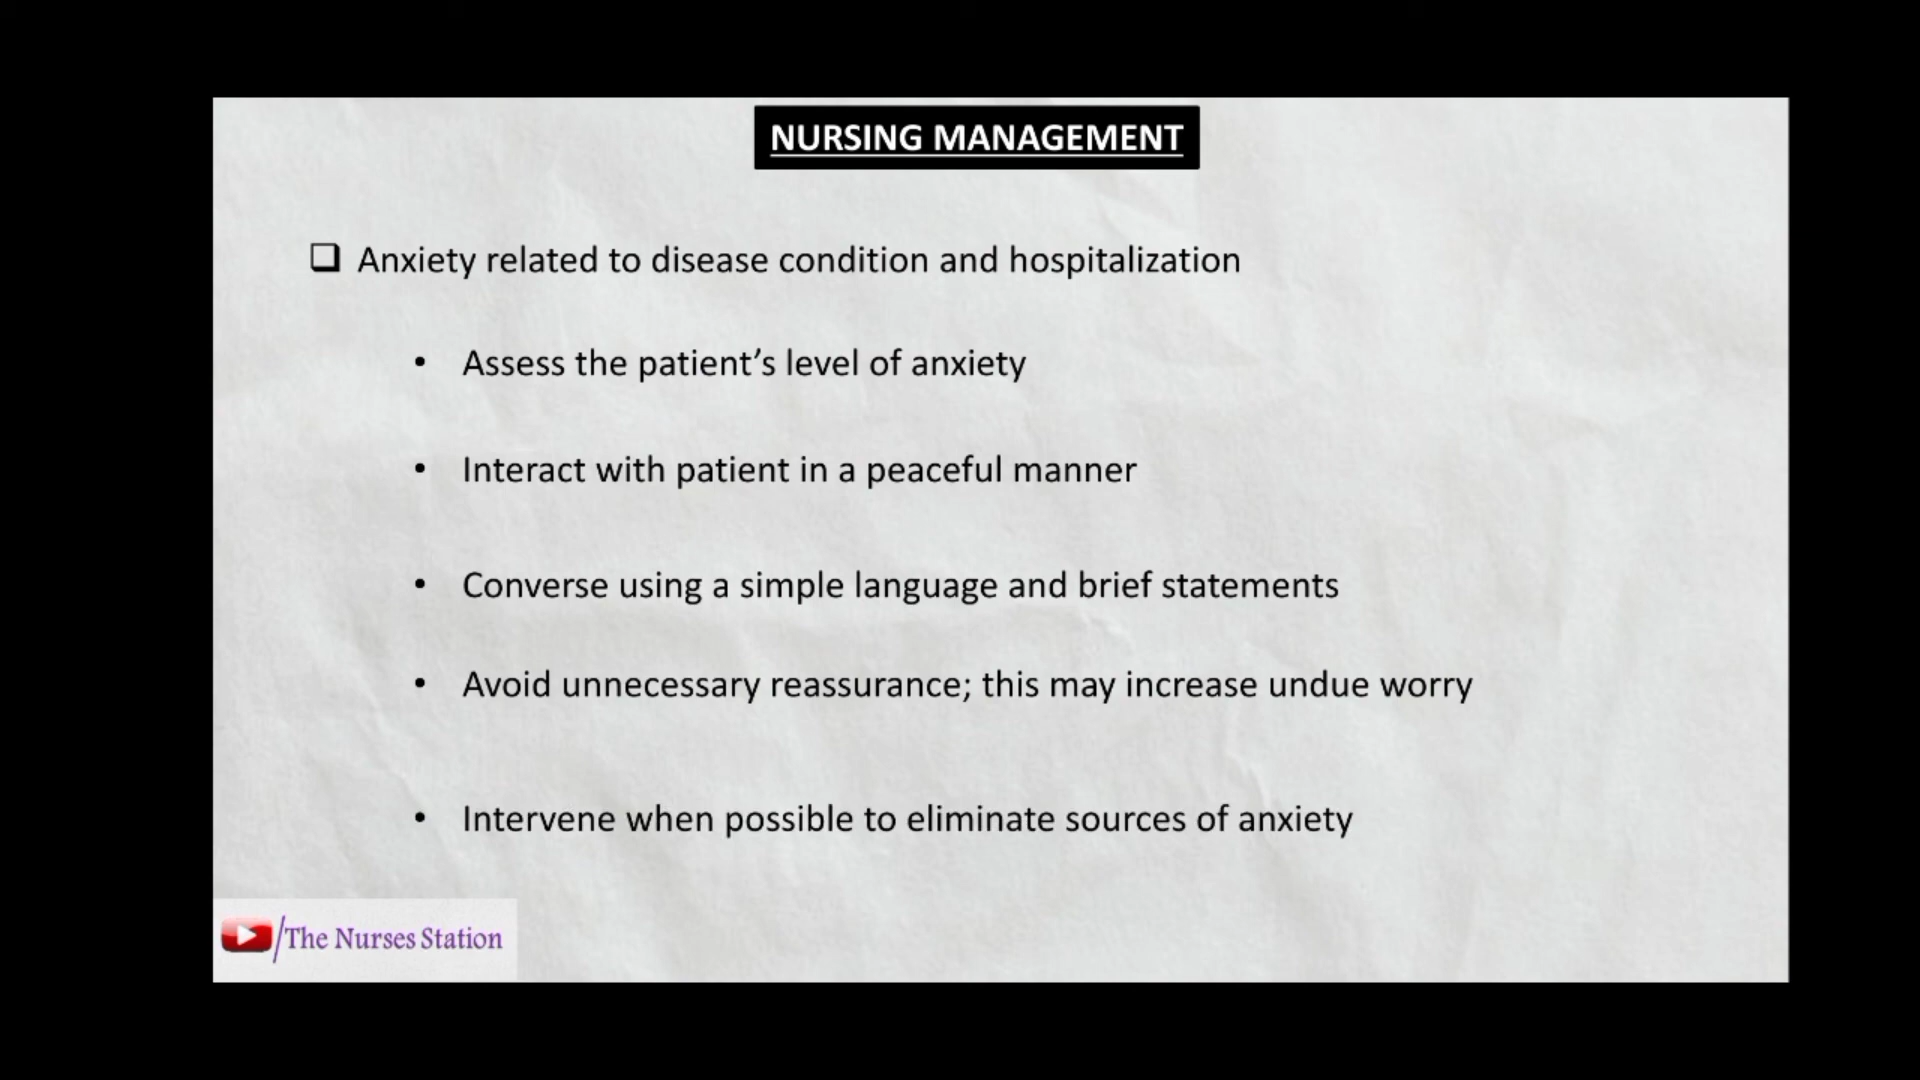 NURSING MANAGEMENT
❑ Anxiety related to disease condition and hospitalization
• Assess the patient’s level of anxiety
• Interact with patient in a peaceful manner
• Converse using a simple language and brief statements
• Avoid unnecessary reassurance; this may increase undue worry
• Intervene when possible to eliminate sources of anxiety
/The Nurses Station